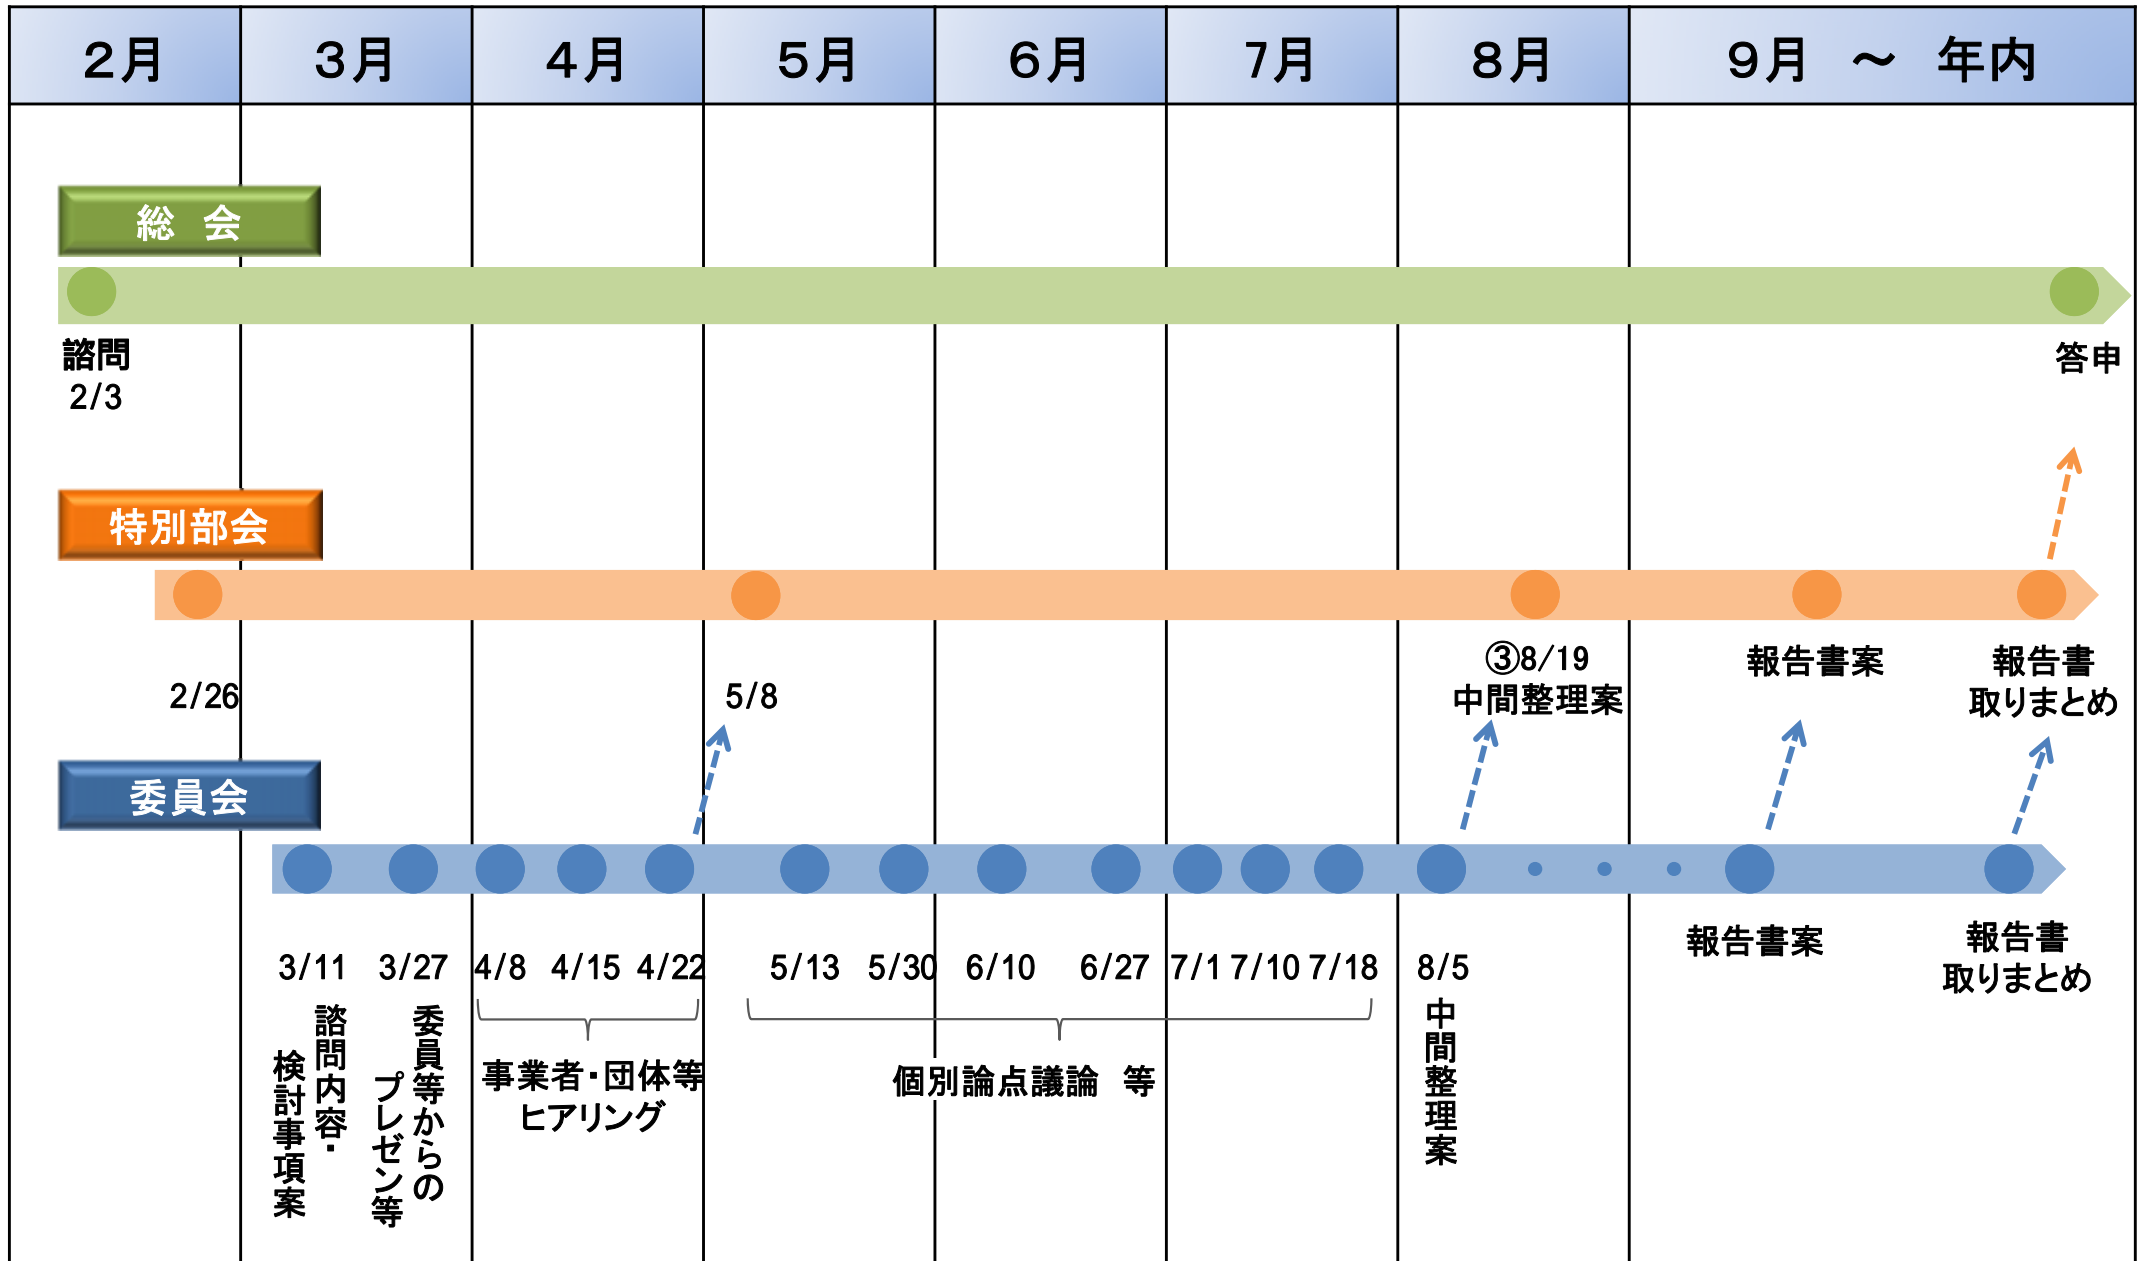 2月
3月
4月
5月
6月
7月
8月
9月 ～ 年内
総 会
諮問
2/3
答申
特別部会
2/26
5/8
③8/19
中間整理案
報告書案
報告書
取りまとめ
委員会
3/11
3/27
4/8
4/15
4/22
5/13
5/30
6/10
6/27
7/1
7/10
7/18
8/5
報告書案
報告書
取りまとめ
諮問内容・
検討事項案
委員等からの
プレゼン等
事業者・団体等
ヒアリング
個別論点議論 等
中間整理案